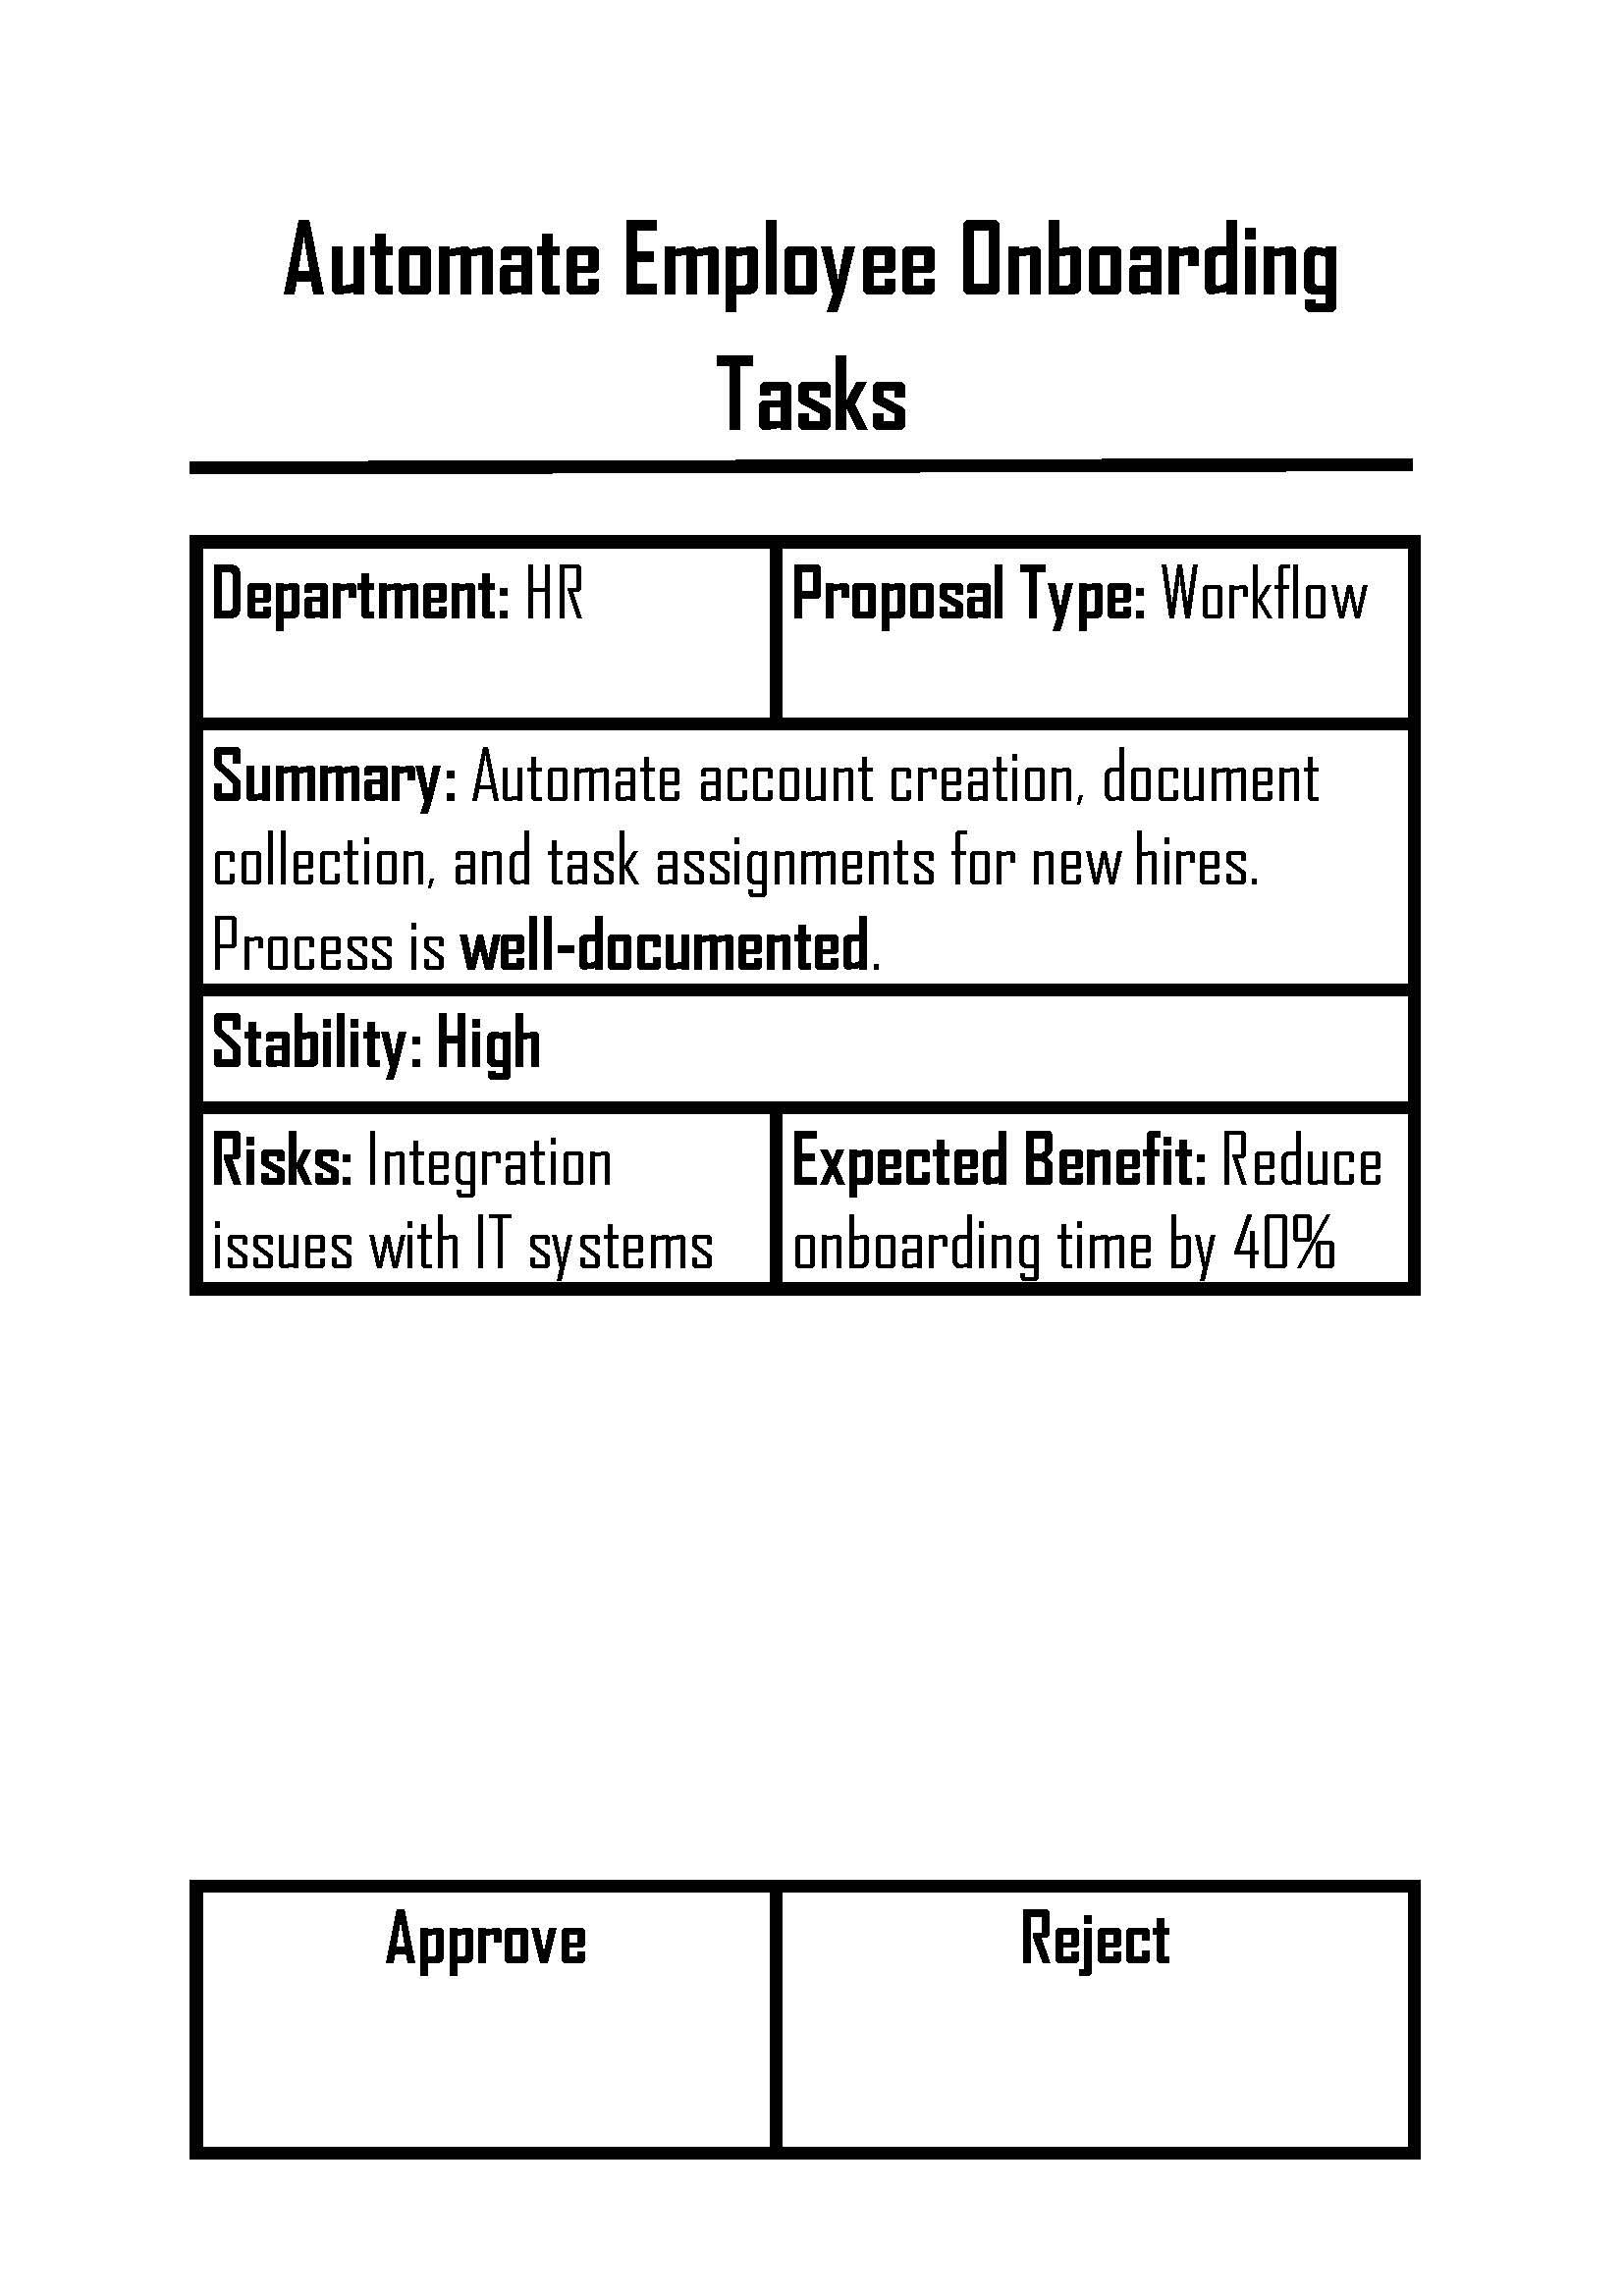 Automate Employee Onboarding
Tasks
Department: HR
Proposal Type: Workflow
Summary: Automate account creation, document
collection, and task assignments for new hires.
Process is well-documented.
Stability: High
Risks: Integration
issues with IT systems
Expected Benefit: Reduce
onboarding time by 40%
Approve
Reject